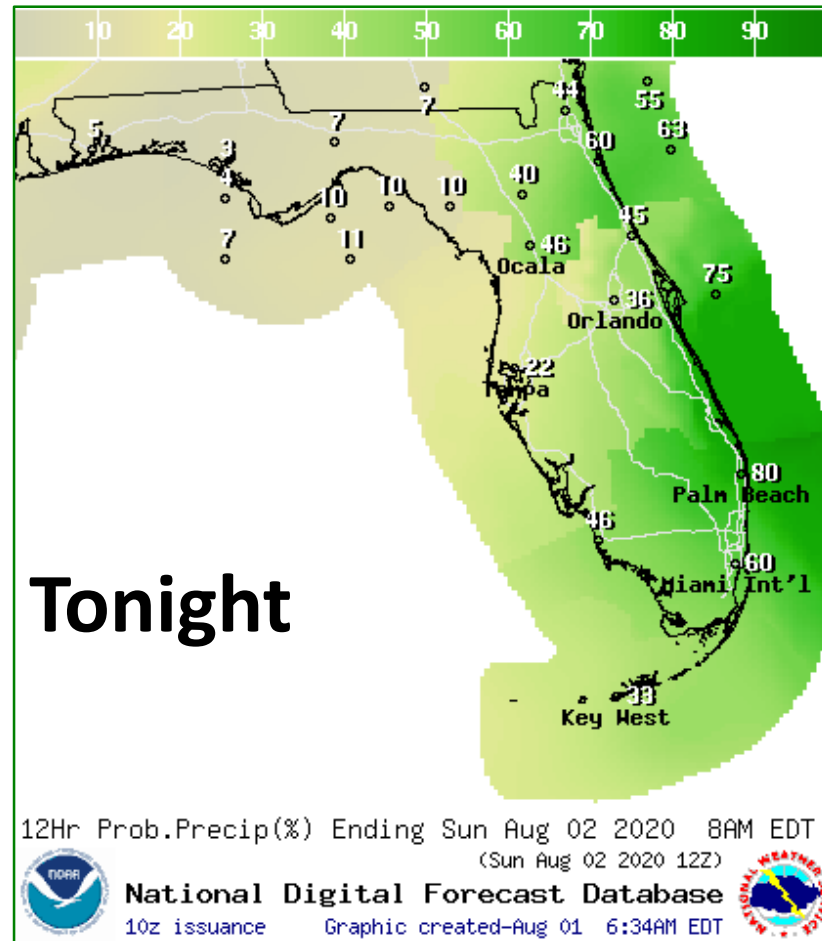 10 20 30 40 50 60 70 80 90
55
7
44
5 3 7 60 63
4 10 10 10 40
45
7 11 46
Ocala
75
36
Orlando
22
Tampa
80
Palm Beach
46
60
Miami Int'l
Tonight
33
Key West
12Hr Prob.Precip(%) Ending Sun Aug 02 2020 8AM EDT
(Sun Aug 02 2020 12Z)
NOAA
National Digital Forecast Database
10z issuance Graphic created-Aug 01 6:34AM EDT